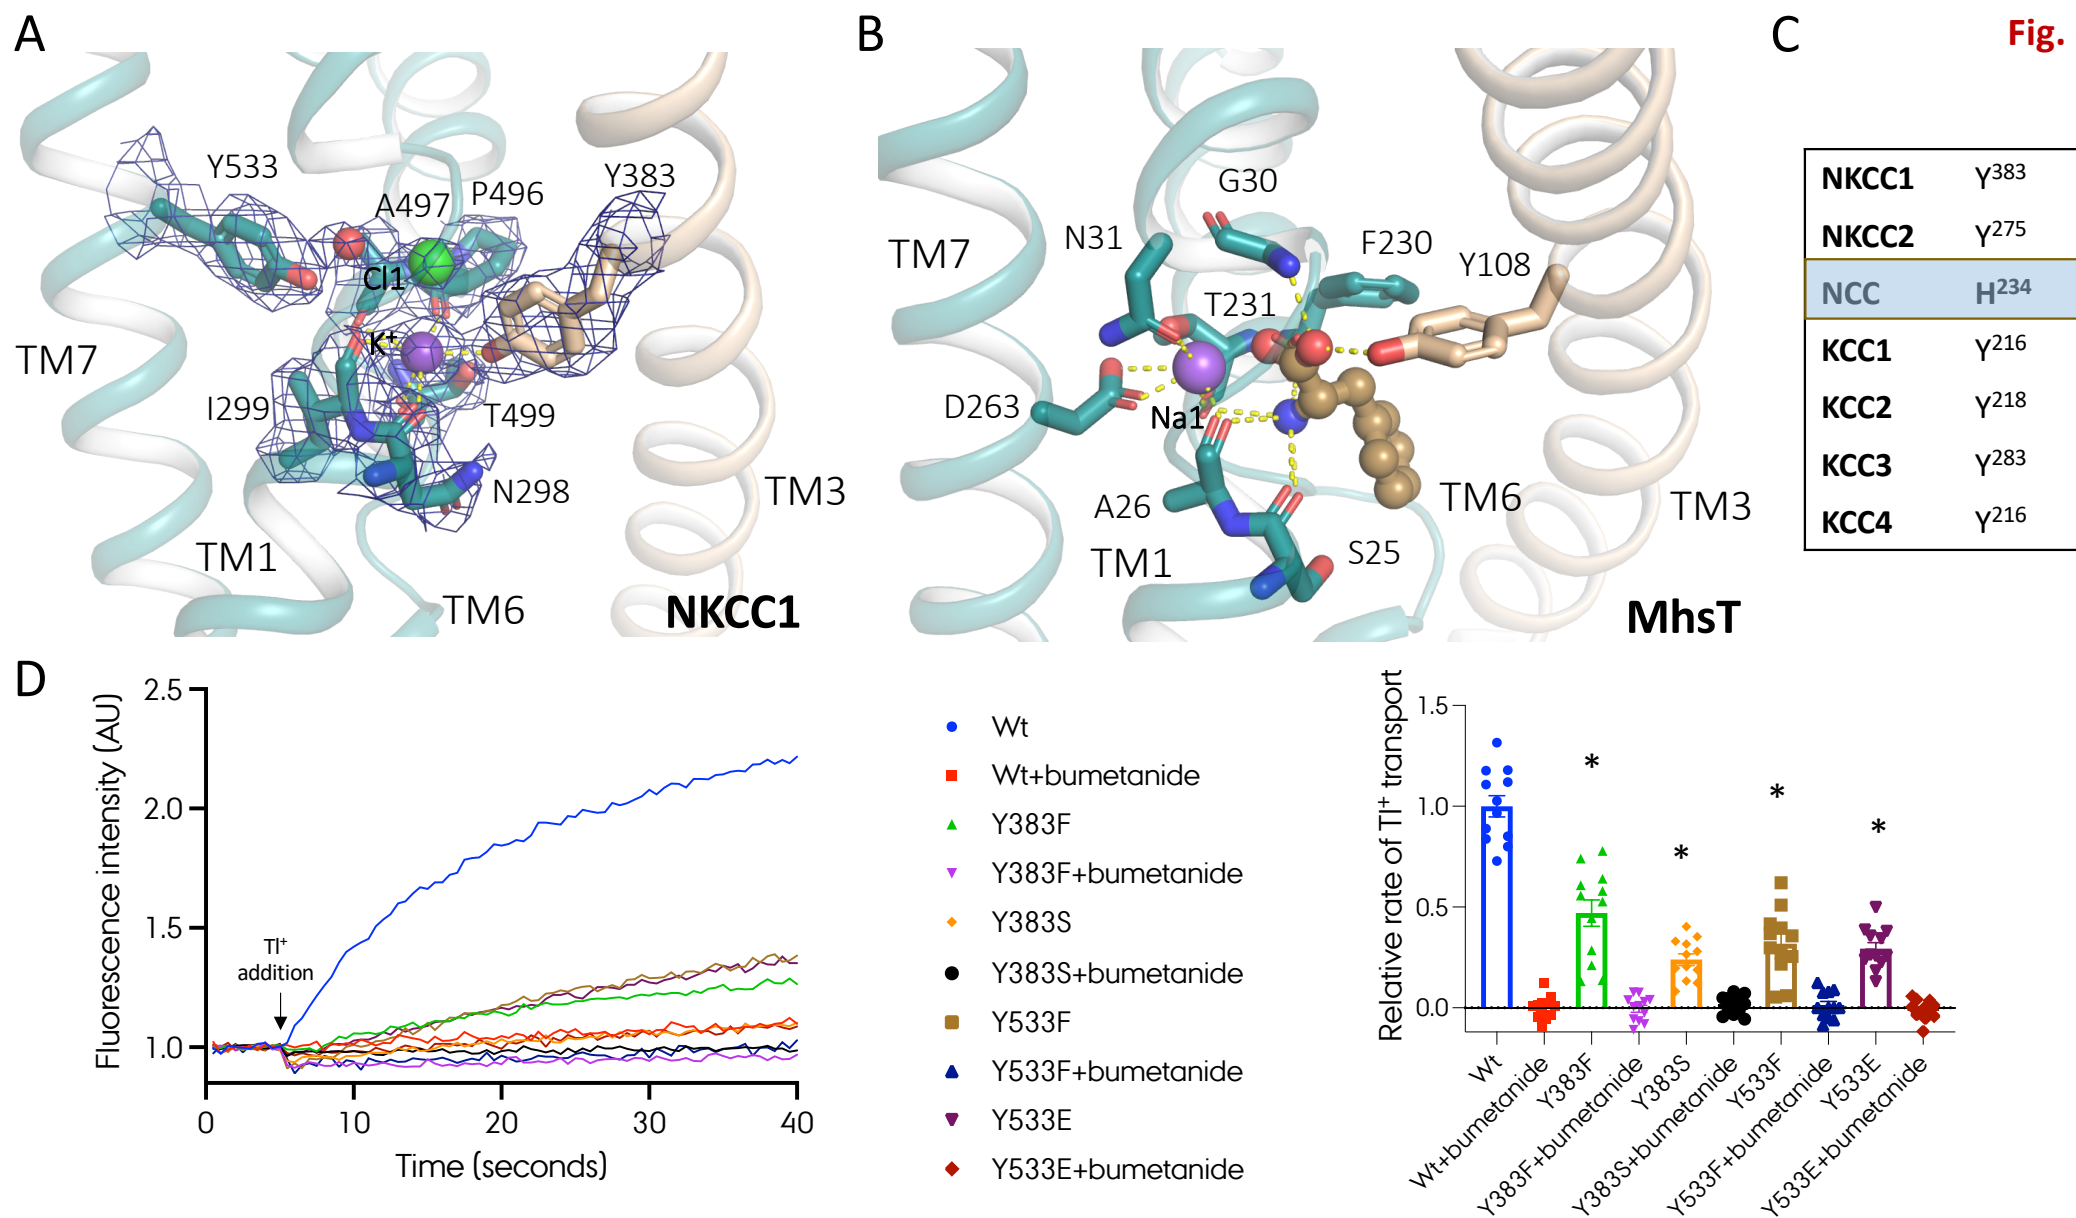 A
B
C
Fig.
Y533
A497
P496
Y383
Cl1
K+
TM7
I299
T499
N298
TM1
TM3
TM6
NKCC1
G30
N31
F230
TM7
Y108
T231
D263
Na1
A26
TM6
TM3
TM1
S25
MhsT
NKCC1 Y383
NKCC2 Y275
NCC H234
KCC1 Y216
KCC2 Y218
KCC3 Y283
KCC4 Y216
D
Fluorescence intensity (AU)
2.5
2.0
1.5
1.0
Tl+
addition
0 10 20 30 40
Time (seconds)
Wt
Wt+bumetanide
Y383F
Y383F+bumetanide
Y383S
Y383S+bumetanide
Y533F
Y533F+bumetanide
Y533E
Y533E+bumetanide
Relative rate of Tl+ transport
1.5
1.0
0.5
0.0
*
*
*
*
Wt
Wt+bumetanide
Y383F
Y383F+bumetanide
Y383S
Y383S+bumetanide
Y533F
Y533F+bumetanide
Y533E
Y533E+bumetanide